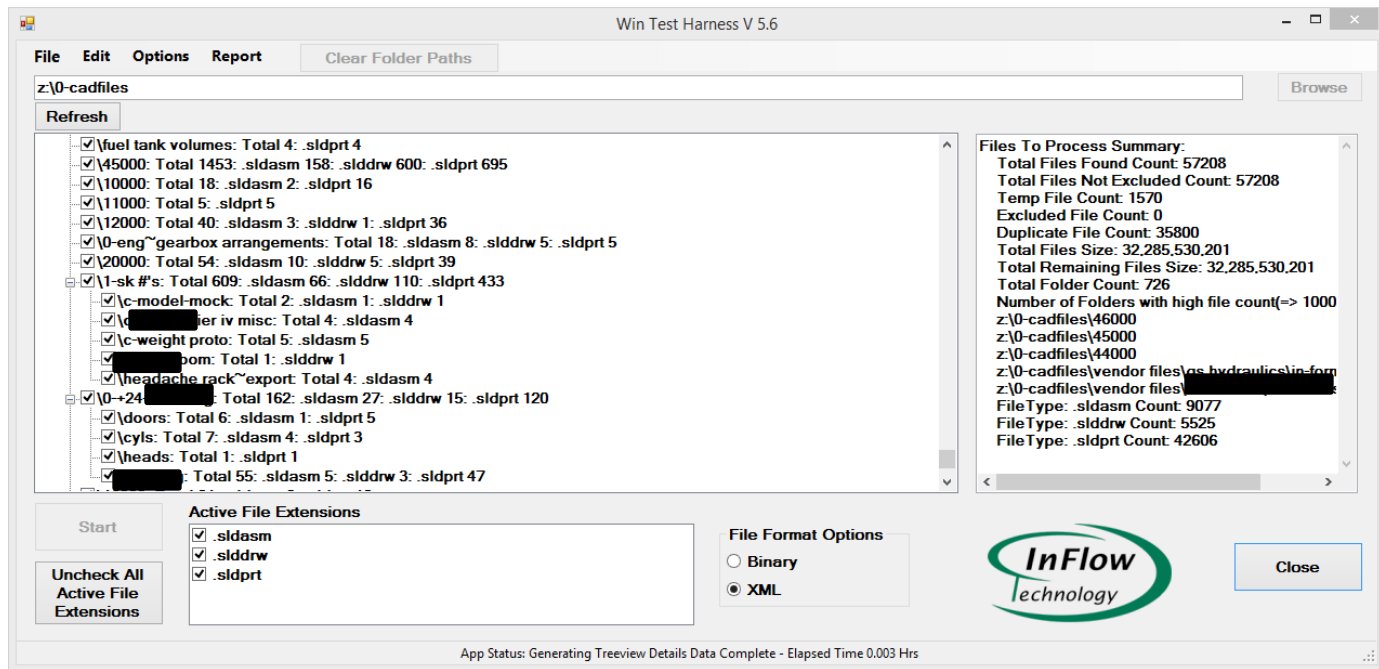 Win Test Harness V 5.6
File Edit Options Report Clear Folder Paths
z:\0-cadfiles Browse
Refresh
\fuel tank volumes: Total 4: .sldprt 4
\45000: Total 1453: .sldasm 158: .slddrw 600: .sldprt 695
\10000: Total 18: .sldasm 2: .sldprt 16
\11000: Total 5: .sldprt 5
\12000: Total 40: .sldasm 3: .slddrw 1: .sldprt 36
\0-eng~gearbox arrangements: Total 18: .sldasm 8: .slddrw 5: .sldprt 5
\20000: Total 54: .sldasm 10: .slddrw 5: .sldprt 39
\1-sk #'s: Total 609: .sldasm 66: .slddrw 110: .sldprt 433
\c-model-mock: Total 2: .sldasm 1: .slddrw 1
iv misc: Total 4: .sldasm 4
\c-weight proto: Total 5: .sldasm 5
Total 1: .slddrw 1
\headache rack~export: Total 4: .sldasm 4
\0-+24- : Total 162: .sldasm 27: .slddrw 15: .sldprt 120
\doors: Total 6: .sldasm 1: .sldprt 5
\cyls: Total 7: .sldasm 4: .sldprt 3
\heads: Total 1: .sldprt 1
: Total 55: .sldasm 5: .slddrw 3: .sldprt 47
Files To Process Summary:
Total Files Found Count: 57208
Total Files Not Excluded Count: 57208
Temp File Count: 1570
Excluded File Count: 0
Duplicate File Count: 35800
Total Files Size: 32,285,530,201
Total Remaining Files Size: 32,285,530,201
Total Folder Count: 726
Number of Folders with high file count(=> 1000
z:\0-cadfiles\46000
z:\0-cadfiles\45000
z:\0-cadfiles\44000
z:\0-cadfiles\vendor files\gs hydraulics\in-form
z:\0-cadfiles\vendor files\
FileType: .sldasm Count: 9077
FileType: .slddrw Count: 5525
FileType: .sldprt Count: 42606
Start
Uncheck All
Active File
Extensions
Active File Extensions
.sldasm
.slddrw
.sldprt
File Format Options
Binary
XML
InFlow
Technology
Close
App Status: Generating Treeview Details Data Complete - Elapsed Time 0.003 Hrs